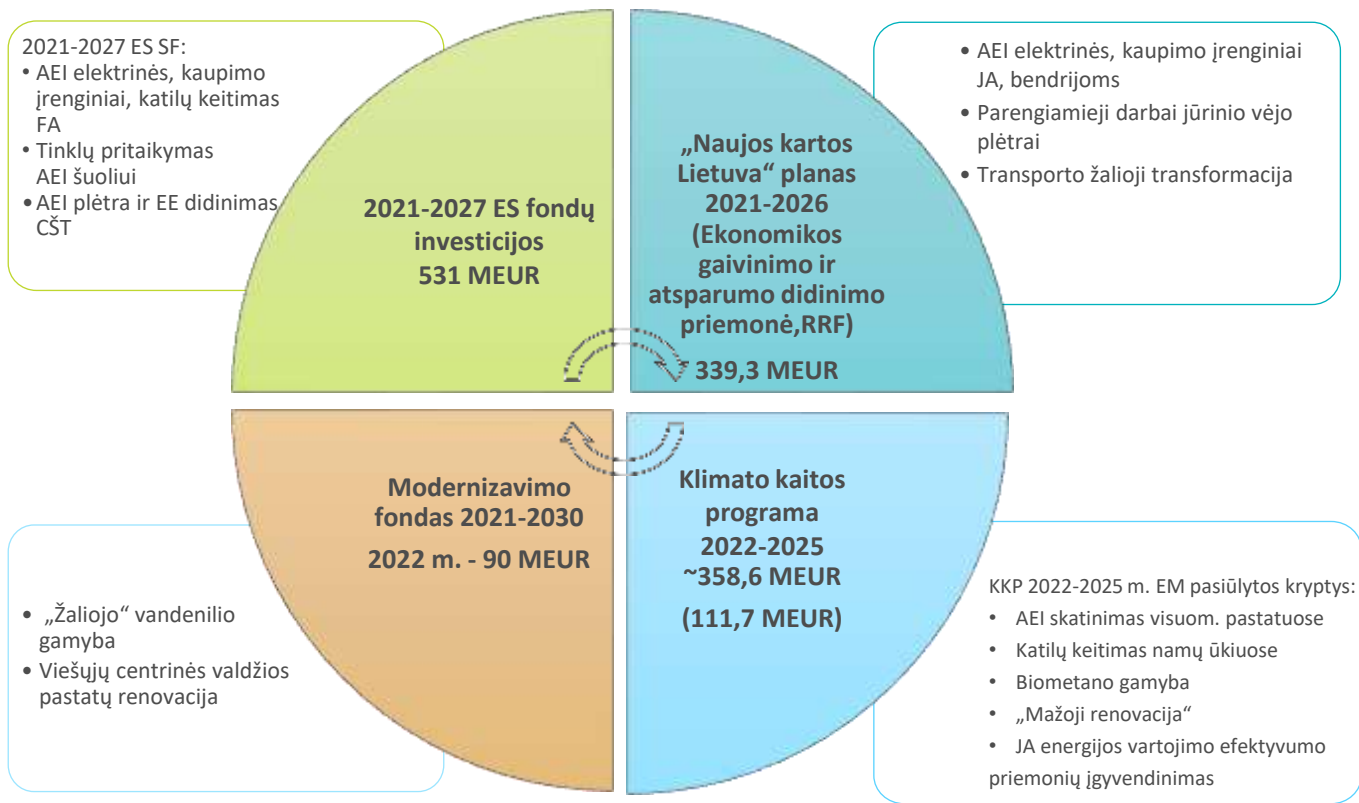 2021-2027 ES SF:
• AEI elektrinės, kaupimo
įrenginiai, katilų keitimas
FA
• Tinklų pritaikymas
AEI šuoliui
• AEI plėtra ir EE didinimas
CŠT
2021-2027 ES fondų
investicijos
531 MEUR
„Naujos kartos
Lietuva“ planas
2021-2026
(Ekonomikos
gaivinimo ir
atsparumo didinimo
priemonė,RRF)
339,3 MEUR
• AEI elektrinės, kaupimo įrenginiai
JA, bendrijoms
• Parengiamieji darbai jūrinio vėjo
plėtrai
• Transporto žalioji transformacija
• „Žaliojo“ vandenilio
gamyba
• Viešųjų centrinės valdžios
pastatų renovacija
Modernizavimo
fondas 2021-2030
2022 m. - 90 MEUR
Klimato kaitos
programa
2022-2025
~358,6 MEUR
(111,7 MEUR)
KKP 2022-2025 m. EM pasiūlytos kryptys:
• AEI skatinimas visuom. pastatuose
• Katilų keitimas namų ūkiuose
• Biometano gamyba
• „Mažoji renovacija“
• JA energijos vartojimo efektyvumo
priemonių įgyvendinimas